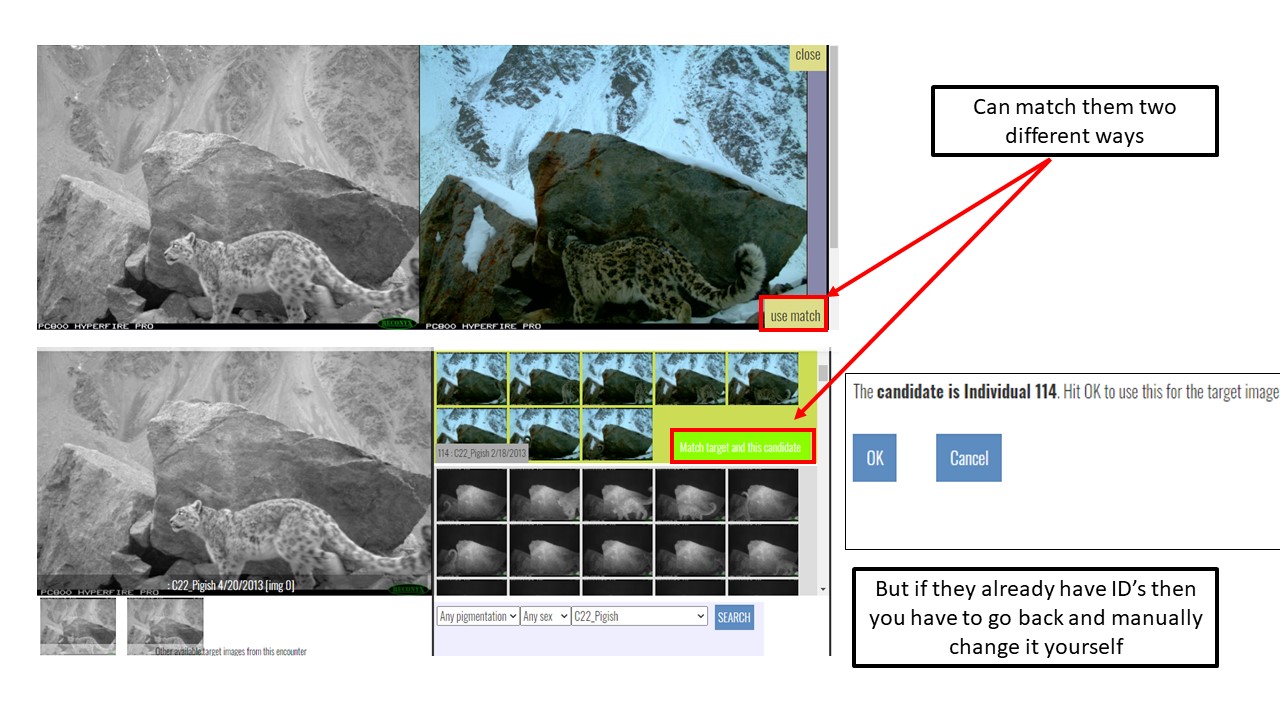 close
Can match them two
different ways
use match
PC800 HYPERFIRE PRO
RECONYX
PC800 HYPERFIRE PRO
The candidate is Individual 114. Hit OK to use this for the target image
OK
Cancel
Match target and this candidate
114 : C22_Pigish 2/18/2013
: C22_Pigish 4/20/2013 [img 0]
PC800 HYPERFIRE PRO
RECONYX
Any pigmentation
Any sex
C22_Pigish
SEARCH
Other available target images from this encounter
But if they already have ID’s then
you have to go back and manually
change it yourself